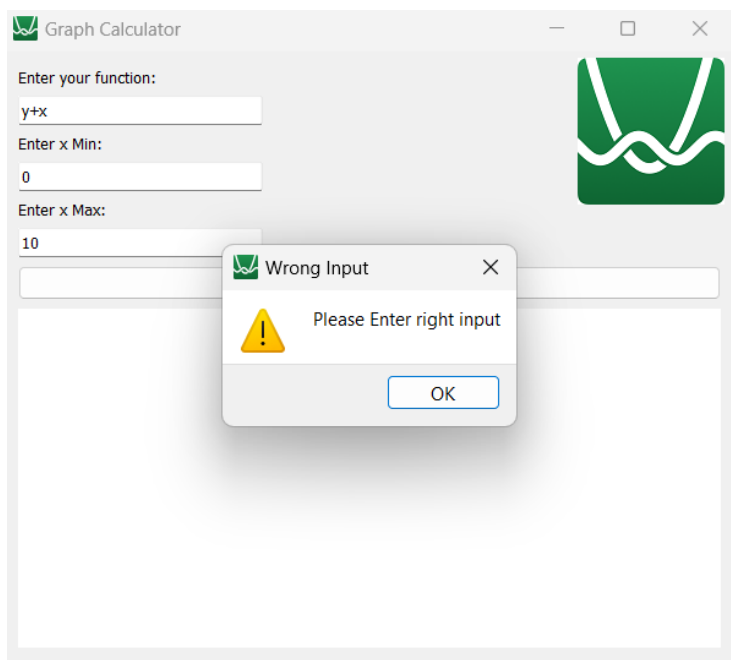 Graph Calculator
Enter your function:
y+x
Enter x Min:
0
Enter x Max:
10
Wrong Input
Please Enter right input
OK